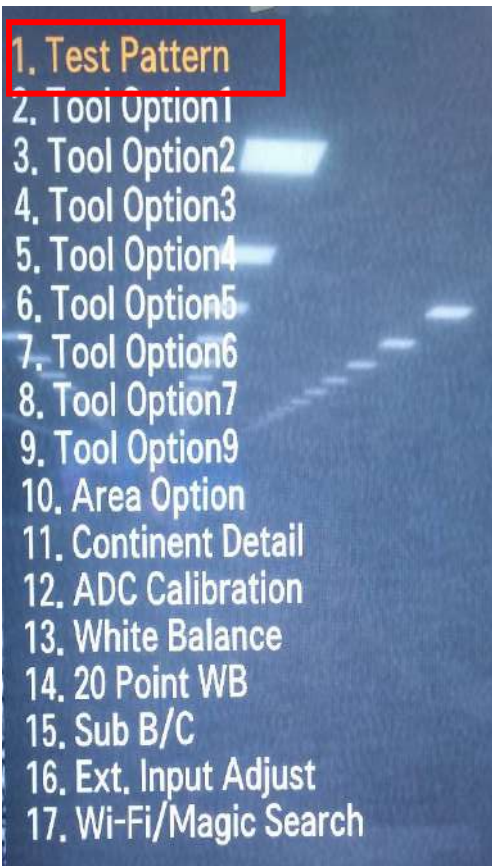 1. Test Pattern
2. Tool Option1
3. Tool Option2
4. Tool Option3
5. Tool Option4
6. Tool Option5
7. Tool Option6
8. Tool Option7
9. Tool Option9
10. Area Option
11. Continent Detail
12. ADC Calibration
13. White Balance
14. 20 Point WB
15. Sub B/C
16. Ext. Input Adjust
17. Wi-Fi/Magic Search